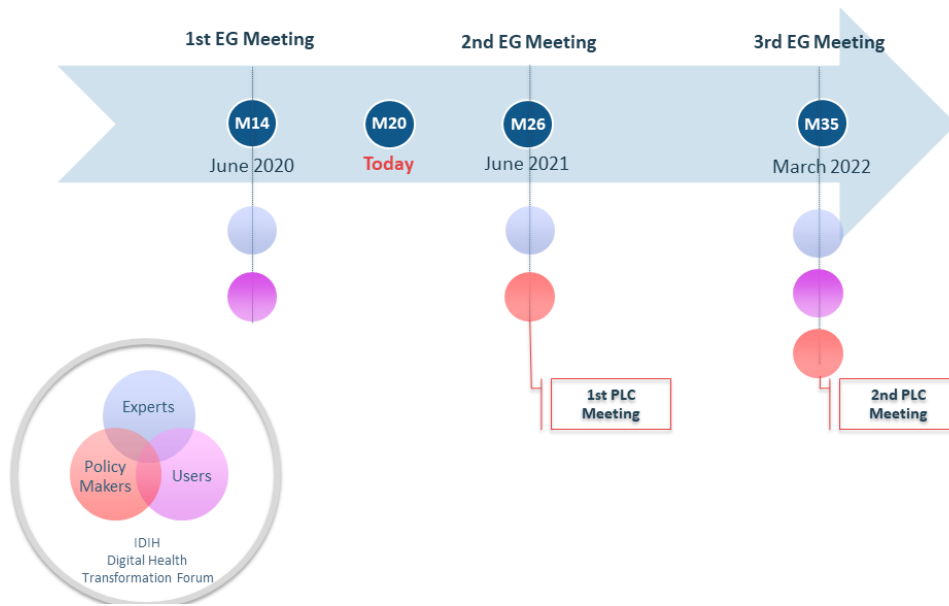 1st EG Meeting
2nd EG Meeting
3rd EG Meeting
M14
M20
M26
M35
June 2020
Today
June 2021
March 2022
1st PLC
Meeting
2nd PLC
Meeting
Experts
Policy
Makers
Users
IDIH
Digital Health
Transformation Forum